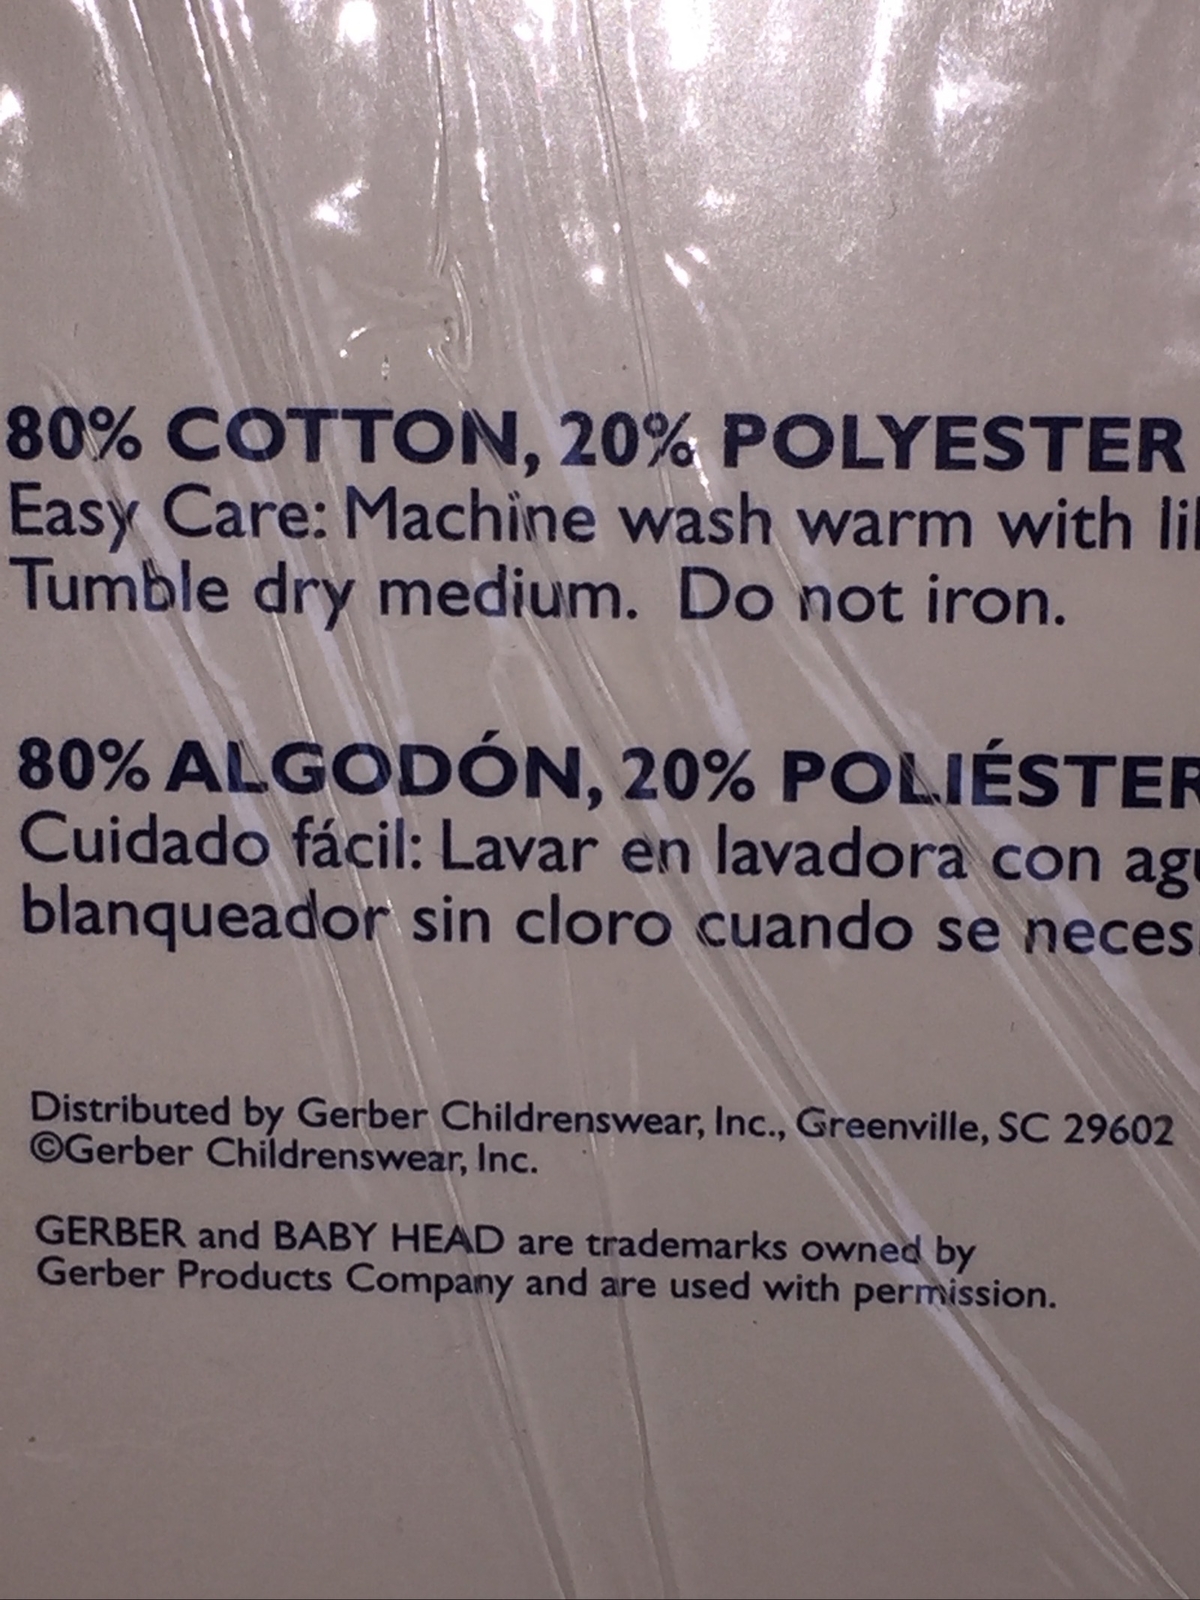 80% COTTON, 20% POLYESTER
Easy Care: Machine wash warm with
Tumble dry medium. Do not iron.
80% ALGODÓN, 20% POLIÉSTER
Cuidado fácil: Lavar en lavadora con
blanqueador sin cloro cuando se
Distributed by Gerber Childrenswear, Inc., Greenville, SC 29602
©Gerber Childrenswear, Inc.
GERBER and BABY HEAD are trademarks owned by
Gerber Products Company and are used with permission.